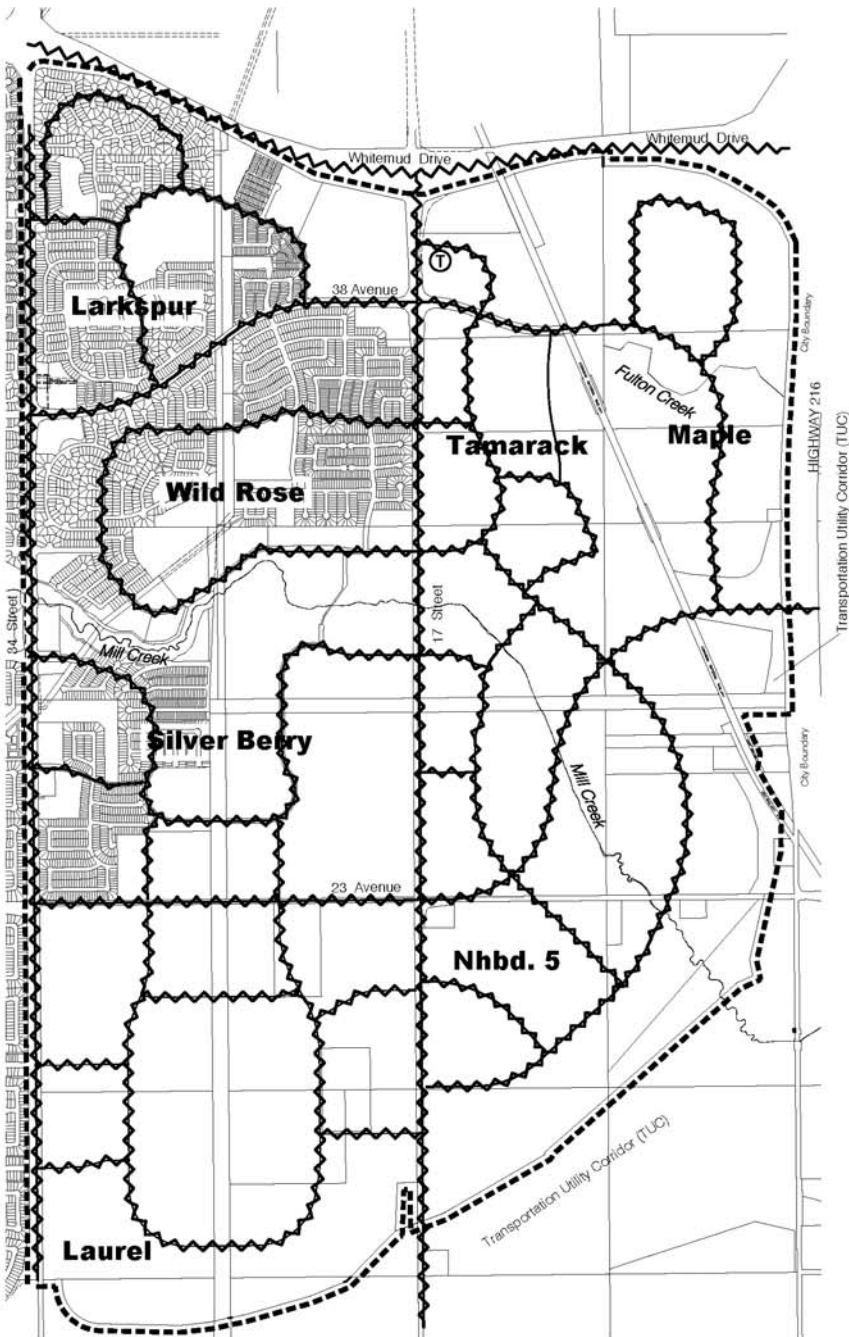 Whitemud Drive
Whitemud Drive
T
38 Avenue
Larkspur
City Boundary
Fulton Creek
HIGHWAY 216
Tamarack
Maple
Wild Rose
Transportation Utility Corridor (TUC)
34 Street
17 Street
Mill Creek
Silver Berry
City Boundary
Mill Creek
23 Avenue
Nhbd. 5
Transportation Utility Corridor (TUC)
Laurel